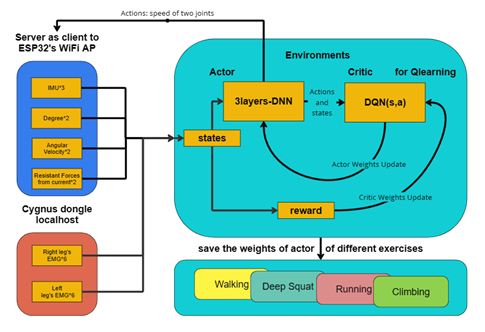 Actions: speed of two joints
Server as client to
ESP32's WiFi AP
IMU*3
Degree*2
Angular
Velocity*2
Resistant Forces
from current*2
Cygnus dongle
localhost
Right leg's
EMG*6
Left
leg's EMG*6
Environments
Actor
Critic
for Qlearning
3layers-DNN
Actions
and
states
DQN(s,a)
states
Actor Weights Update
Critic Weights Update
reward
save the weights of actor
of different exercises
Walking
Deep Squat
Running
Climbing